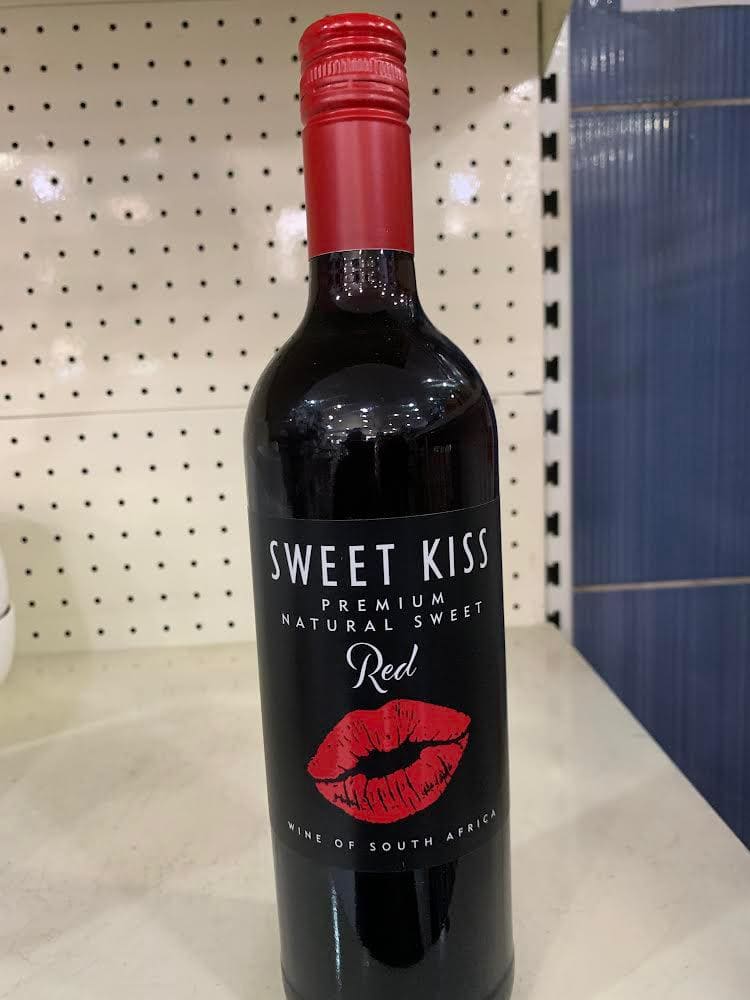 SWEET KISS
PREMIUM
NATURAL SWEET
Red
WINE OF SOUTH AFRICA